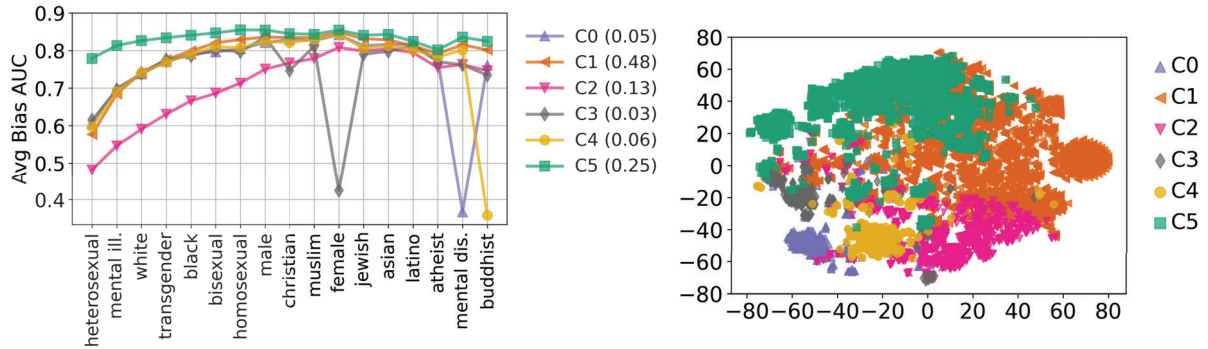 Avg Bias AUC
0.9
0.8
0.7
0.6
0.5
0.4
heterosexual
mental ill.
white
transgender
black
bisexual
homosexual
male
christian
muslim
female
jewish
asian
latino
atheist
mental dis.
buddhist
C0 (0.05)
C1 (0.48)
C2 (0.13)
C3 (0.03)
C4 (0.06)
C5 (0.25)
80
60
40
20
0
−20
−40
−60
−80
−80 −60 −40 −20 0 20 40 60 80
C0
C1
C2
C3
C4
C5